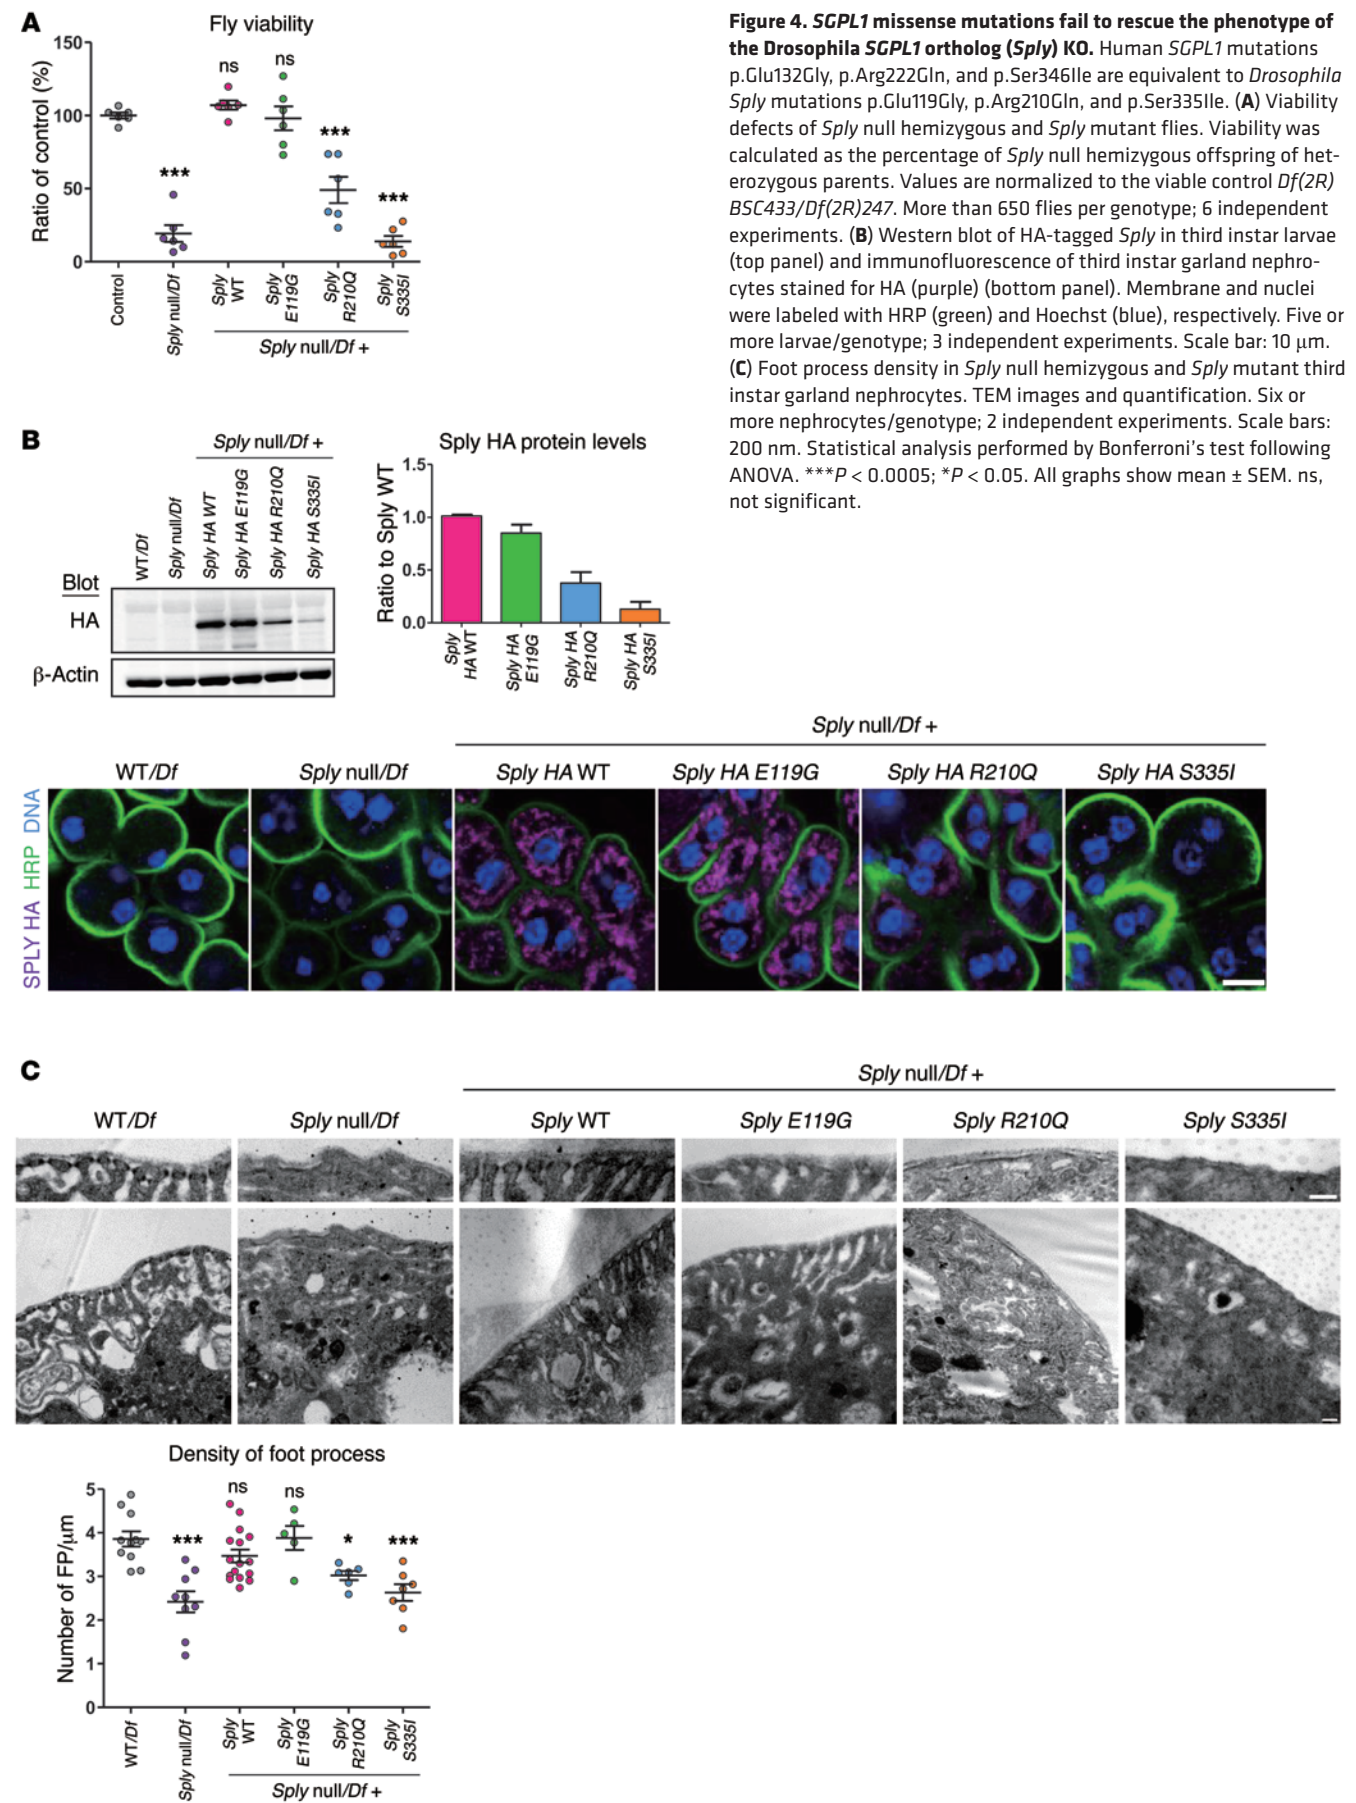 A
Fly viability
Ratio of control (%)
150
100
50
0
ns
ns
***
***
***
Control
Sply null/Df
Sply WT
Sply E119G
Sply R210Q
Sply S335I
Sply null/Df +
Figure 4. SGPL1 missense mutations fail to rescue the phenotype of
the Drosophila SGPL1 ortholog (Sply) KO. Human SGPL1 mutations
p.Glu132Gly, p.Arg222Gln, and p.Ser346Ile are equivalent to Drosophila
Sply mutations p.Glu119Gly, p.Arg210Gln, and p.Ser335Ile. (A) Viability
defects of Sply null hemizygous and Sply mutant flies. Viability was
calculated as the percentage of Sply null hemizygous offspring of het-
erozygous parents. Values are normalized to the viable control Df(2R)
BSC433/Df(2R)247. More than 650 flies per genotype; 6 independent
experiments. (B) Western blot of HA-tagged Sply in third instar larvae
(top panel) and immunofluorescence of third instar garland nephro-
cytes stained for HA (purple) (bottom panel). Membrane and nuclei
were labeled with HRP (green) and Hoechst (blue), respectively. Five or
more larvae/genotype; 3 independent experiments. Scale bar: 10 μm.
(C) Foot process density in Sply null hemizygous and Sply mutant third
instar garland nephrocytes. TEM images and quantification. Six or
more nephrocytes/genotype; 2 independent experiments. Scale bars:
200 nm. Statistical analysis performed by Bonferroni's test following
ANOVA. ***P < 0.0005; *P < 0.05. All graphs show mean ± SEM. ns,
not significant.
B
Sply null/Df +
WT/Df
Sply null/Df
Sply HA WT
Sply HA E119G
Sply HA R210Q
Sply HA S335I
Blot
HA
β-Actin
Sply HA protein levels
Ratio to Sply WT
1.5
1.0
0.5
0.0
Sply HA WT
Sply HA E119G
Sply HA R210Q
Sply HA S335I
Sply null/Df +
WT/Df
Sply null/Df
Sply HA WT
Sply HA E119G
Sply HA R210Q
Sply HA S335I
SPLY HA HRP DNA
C
Sply null/Df +
WT/Df
Sply null/Df
Sply WT
Sply E119G
Sply R210Q
Sply S335I
Density of foot process
Number of FP/μm
5
4
3
2
1
0
***
ns
ns
*
***
WT/Df
Sply null/Df
Sply WT
Sply E119G
Sply R210Q
Sply S335I
Sply null/Df +